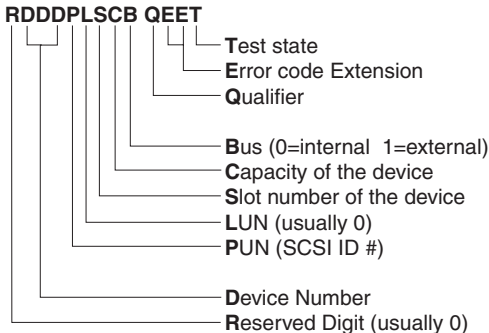 RDDDPLSCB QEET
Test state
Error code Extension
Qualifier
Bus (0=internal 1=external)
Capacity of the device
Slot number of the device
LUN (usually 0)
PUN (SCSI ID #)
Device Number
Reserved Digit (usually 0)